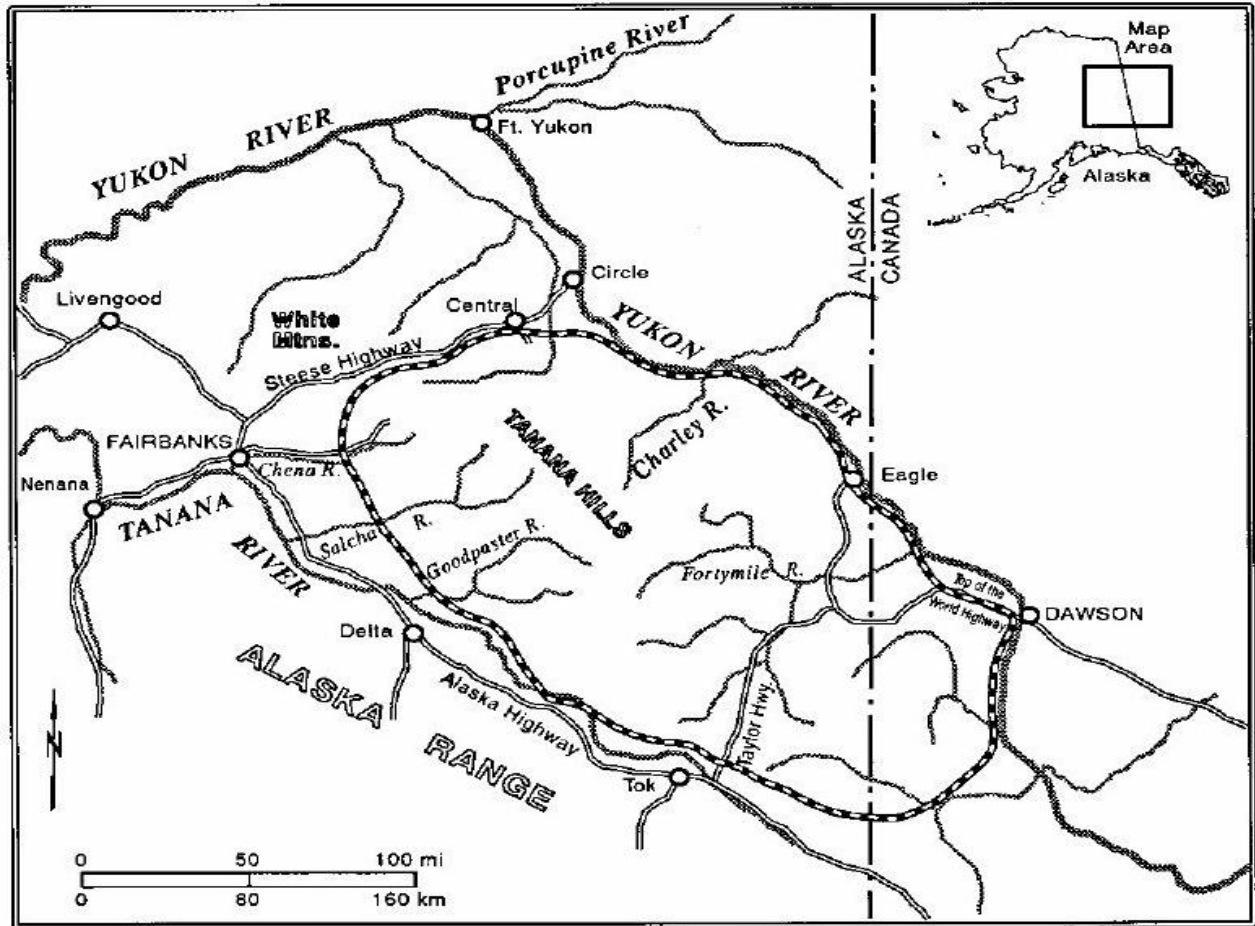 Map
Area
Alaska
Porcupine River
YUKON RIVER
Ft. Yukon
ALASKA
CANADA
Livengood
White
Mtns.
Circle
Central
Steese Highway
YUKON RIVER
FAIRBANKS
Chena R.
TANANA HILLS
Charley R.
Eagle
Nenana
TANANA RIVER
Salcha R.
Goodpaster R.
Fortymile R.
Top of the
World Highway
DAWSON
Delta
ALASKA RANGE
Alaska Highway
Taylor Hwy.
Tok
N
0 50 100 mi
0 80 160 km